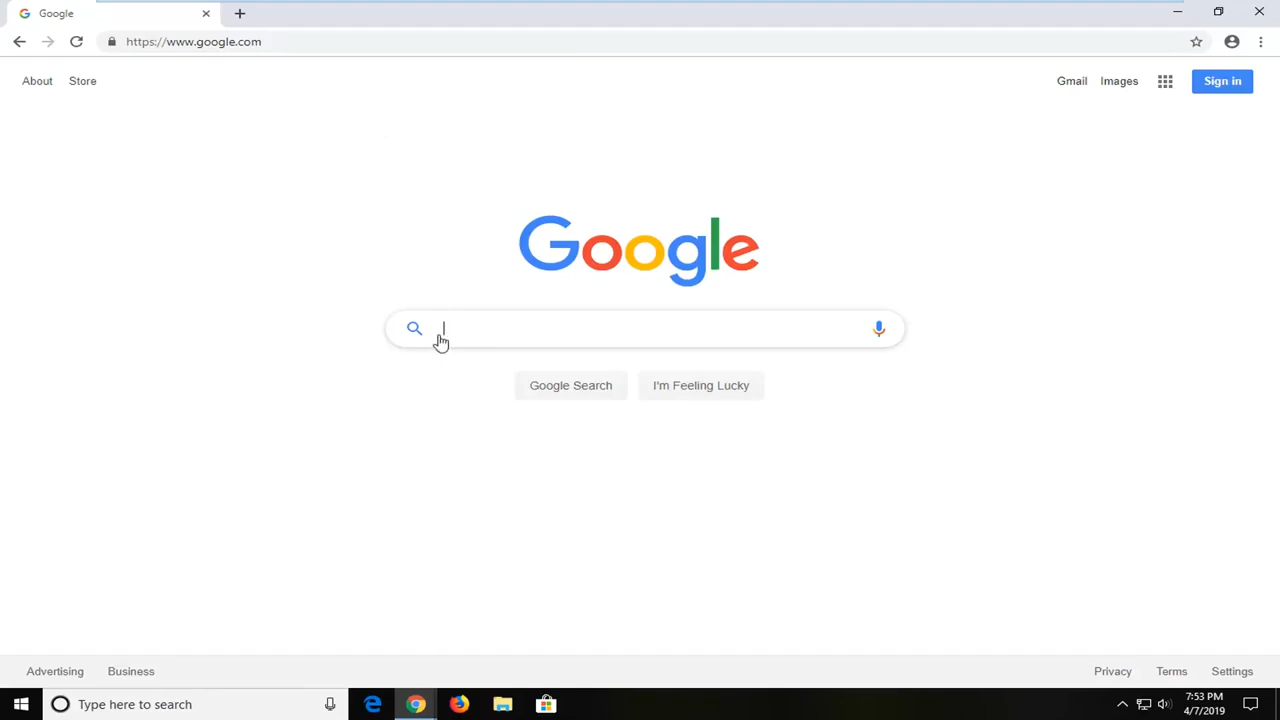 Google
https://www.google.com
About Store
Gmail Images Sign in
Google
Google Search I'm Feeling Lucky
Advertising Business
Privacy Terms Settings
Type here to search
7:53 PM
4/7/2019